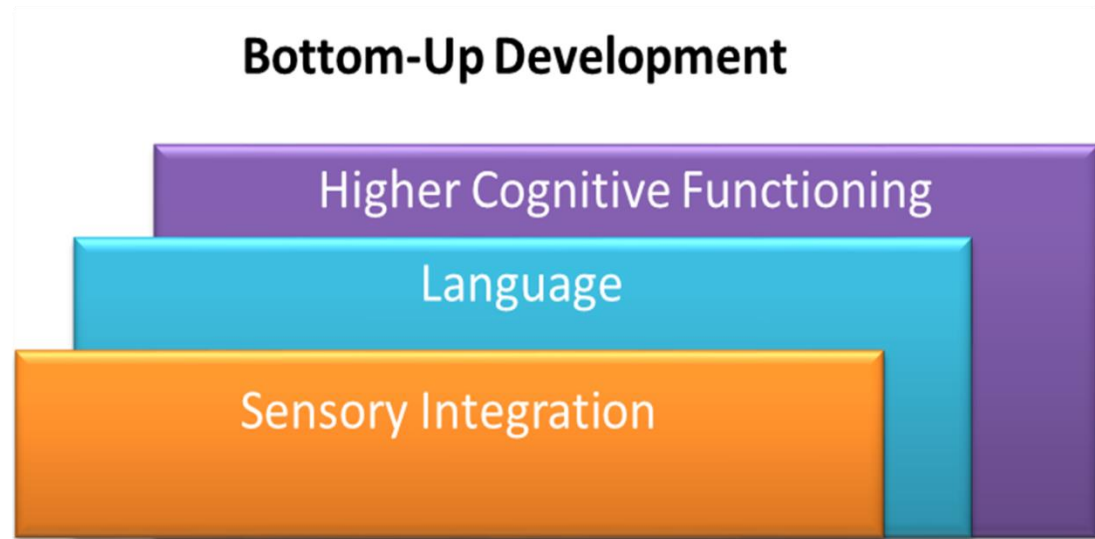 Bottom-Up Development
Higher Cognitive Functioning
Language
Sensory Integration